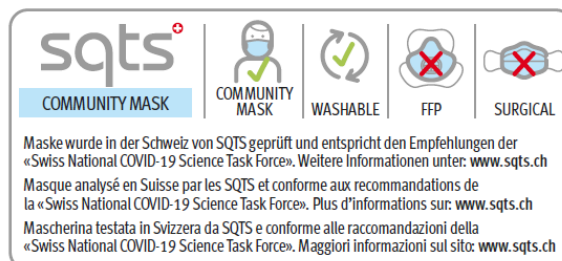 sqts
COMMUNITY MASK
COMMUNITY
MASK
WASHABLE
FFP
SURGICAL
Maske wurde in der Schweiz von SQTS geprüft und entspricht den Empfehlungen der
«Swiss National COVID-19 Science Task Force». Weitere Informationen unter: www.sqts.ch
Masque analysé en Suisse par les SQTS et conforme aux recommandations de
la «Swiss National COVID-19 Science Task Force». Plus d'informations sur: www.sqts.ch
Mascherina testata in Svizzera da SQTS e conforme alle raccomandazioni della
«Swiss National COVID-19 Science Task Force». Maggiori informazioni sul sito: www.sqts.ch